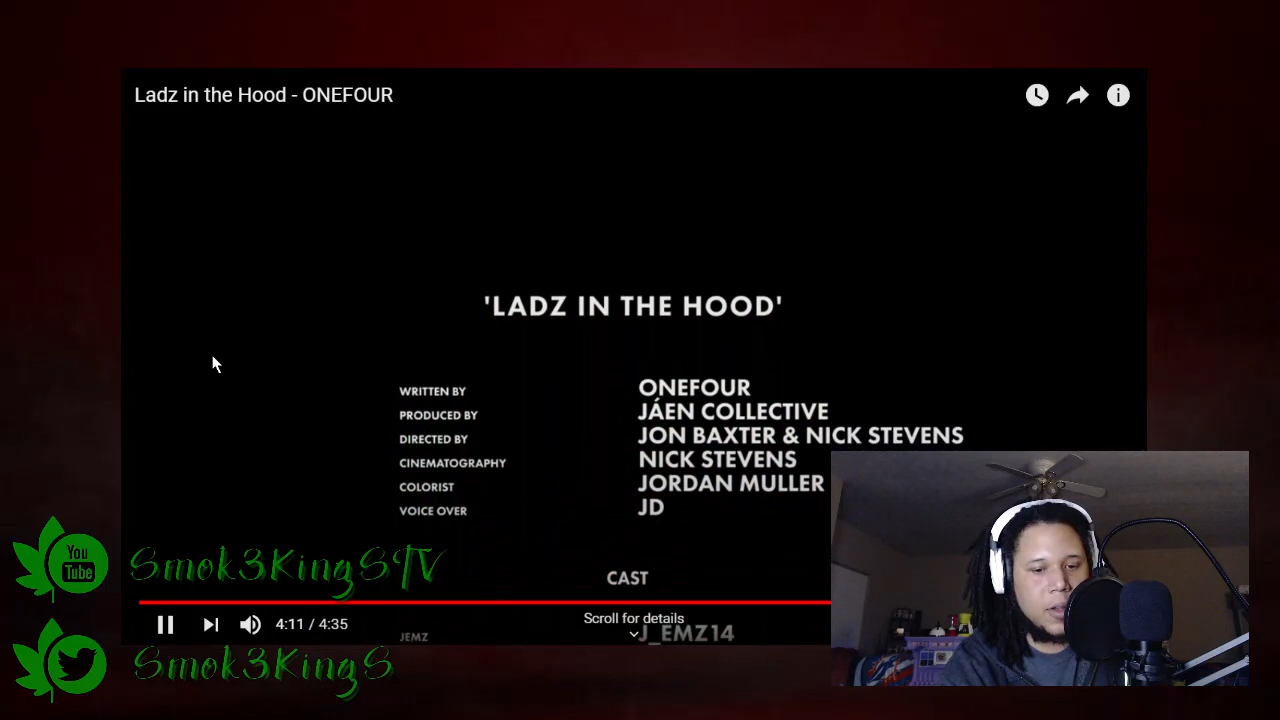 Ladz in the Hood - ONEFOUR
'LADZ IN THE HOOD'
WRITTEN BY ONEFOUR
PRODUCED BY JÁEN COLLECTIVE
DIRECTED BY JON BAXTER & NICK STEVENS
CINEMATOGRAPHY NICK STEVENS
COLORIST JORDAN MULLER
VOICE OVER JD
CAST
JEMZ J_EMZ14
You
Tube
Smok3KingSTV
4:11 / 4:35
Scroll for details
Smok3KingS